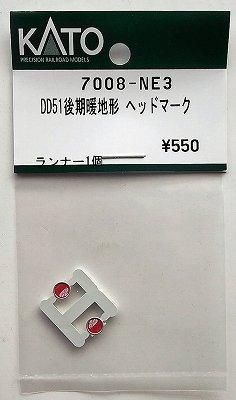 KATO
PRECISION RAILROAD MODELS
7008-NE3
DD51後期暖地形 ヘッドマーク
¥550
ランナー1個